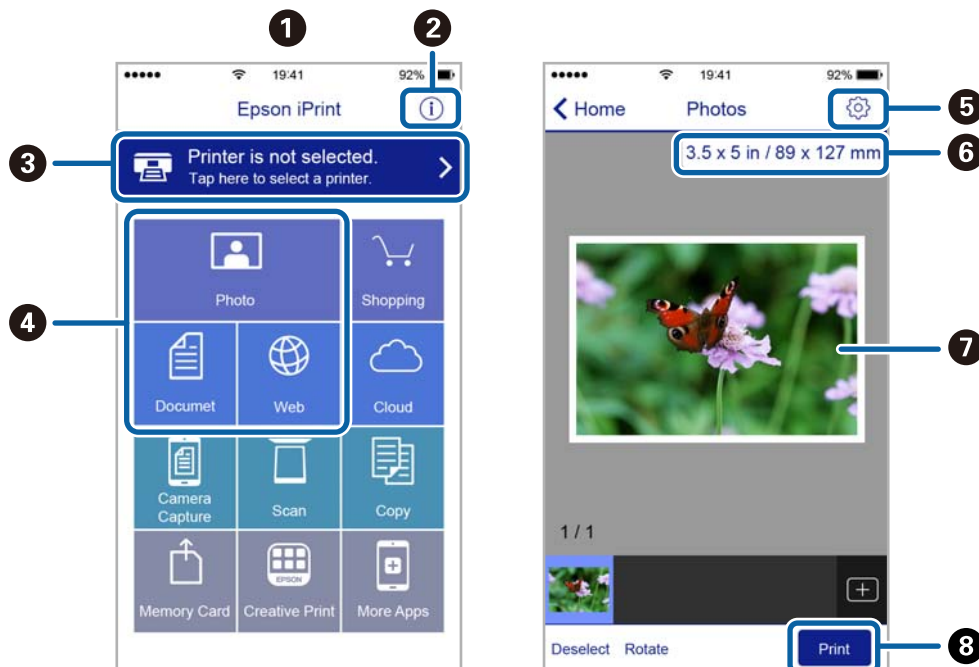 1
2
19:41
92%
Epson iPrint
i
3
Printer is not selected.
Tap here to select a printer.
4
Photo
Shopping
Documet
Web
Cloud
Camera
Capture
Scan
Copy
EPSON
Memory Card
Creative Print
More Apps
19:41
92%
Home
Photos
5
3.5 x 5 in / 89 x 127 mm
6
7
1 / 1
Deselect
Rotate
Print
8